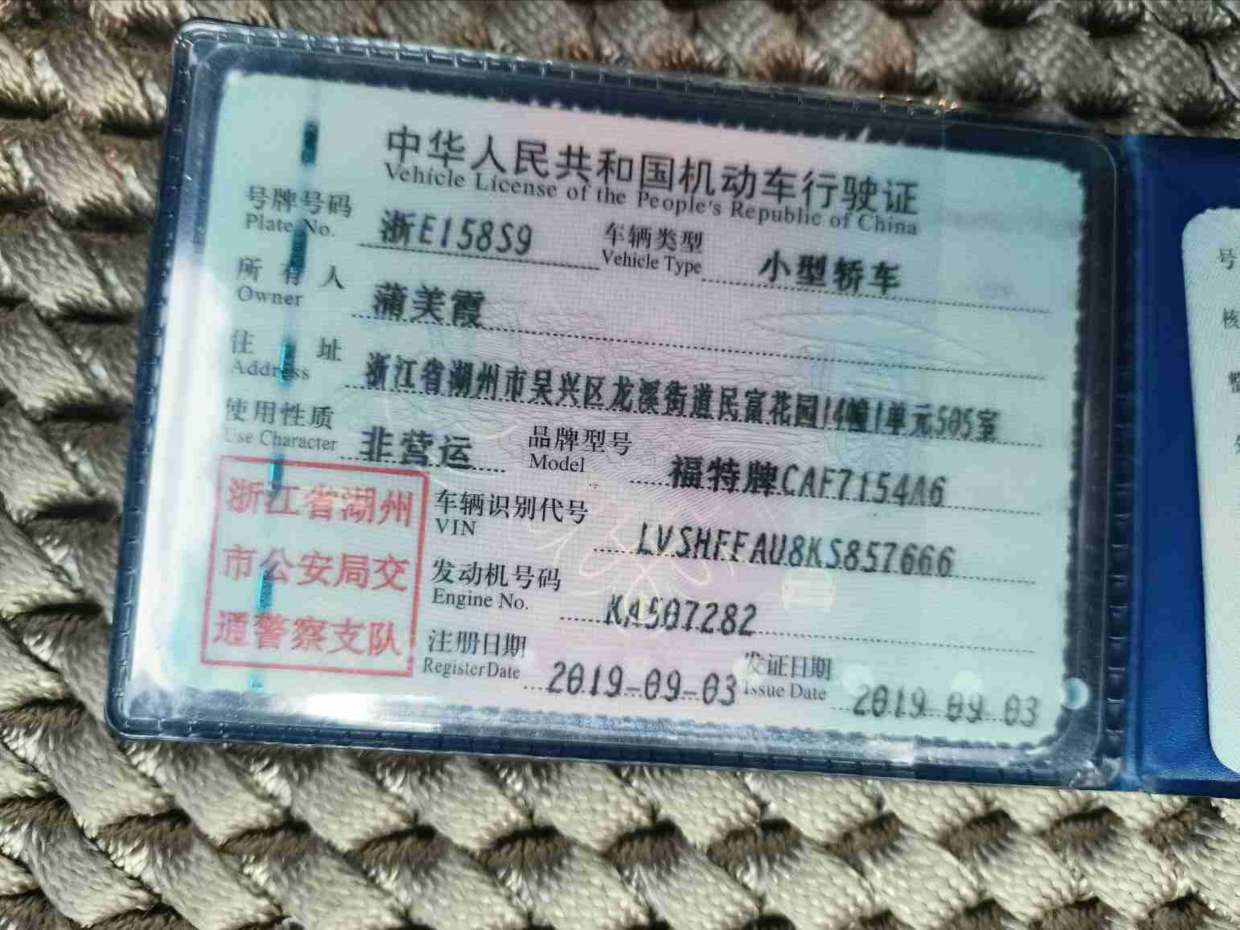 中华人民共和国机动车行驶证
Vehicle License of the People's Republic of China
号牌号码 浙E158S9 车辆类型 小型轿车
Plate No. Vehicle Type
所有人 蒲美霞
Owner
住址 浙江省湖州市吴兴区龙溪街道民富花园14幢1单元505室
Address
使用性质 非营运 品牌型号 福特牌CAF7154A6
Use Character Model
车辆识别代号 LVSHFFAU8KS857666
VIN
发动机号码 KA507282
Engine No.
注册日期 2019-09-03 发证日期 2019-09-03
Register Date Issue Date
浙江省湖州
市公安局交
通警察支队
号
核